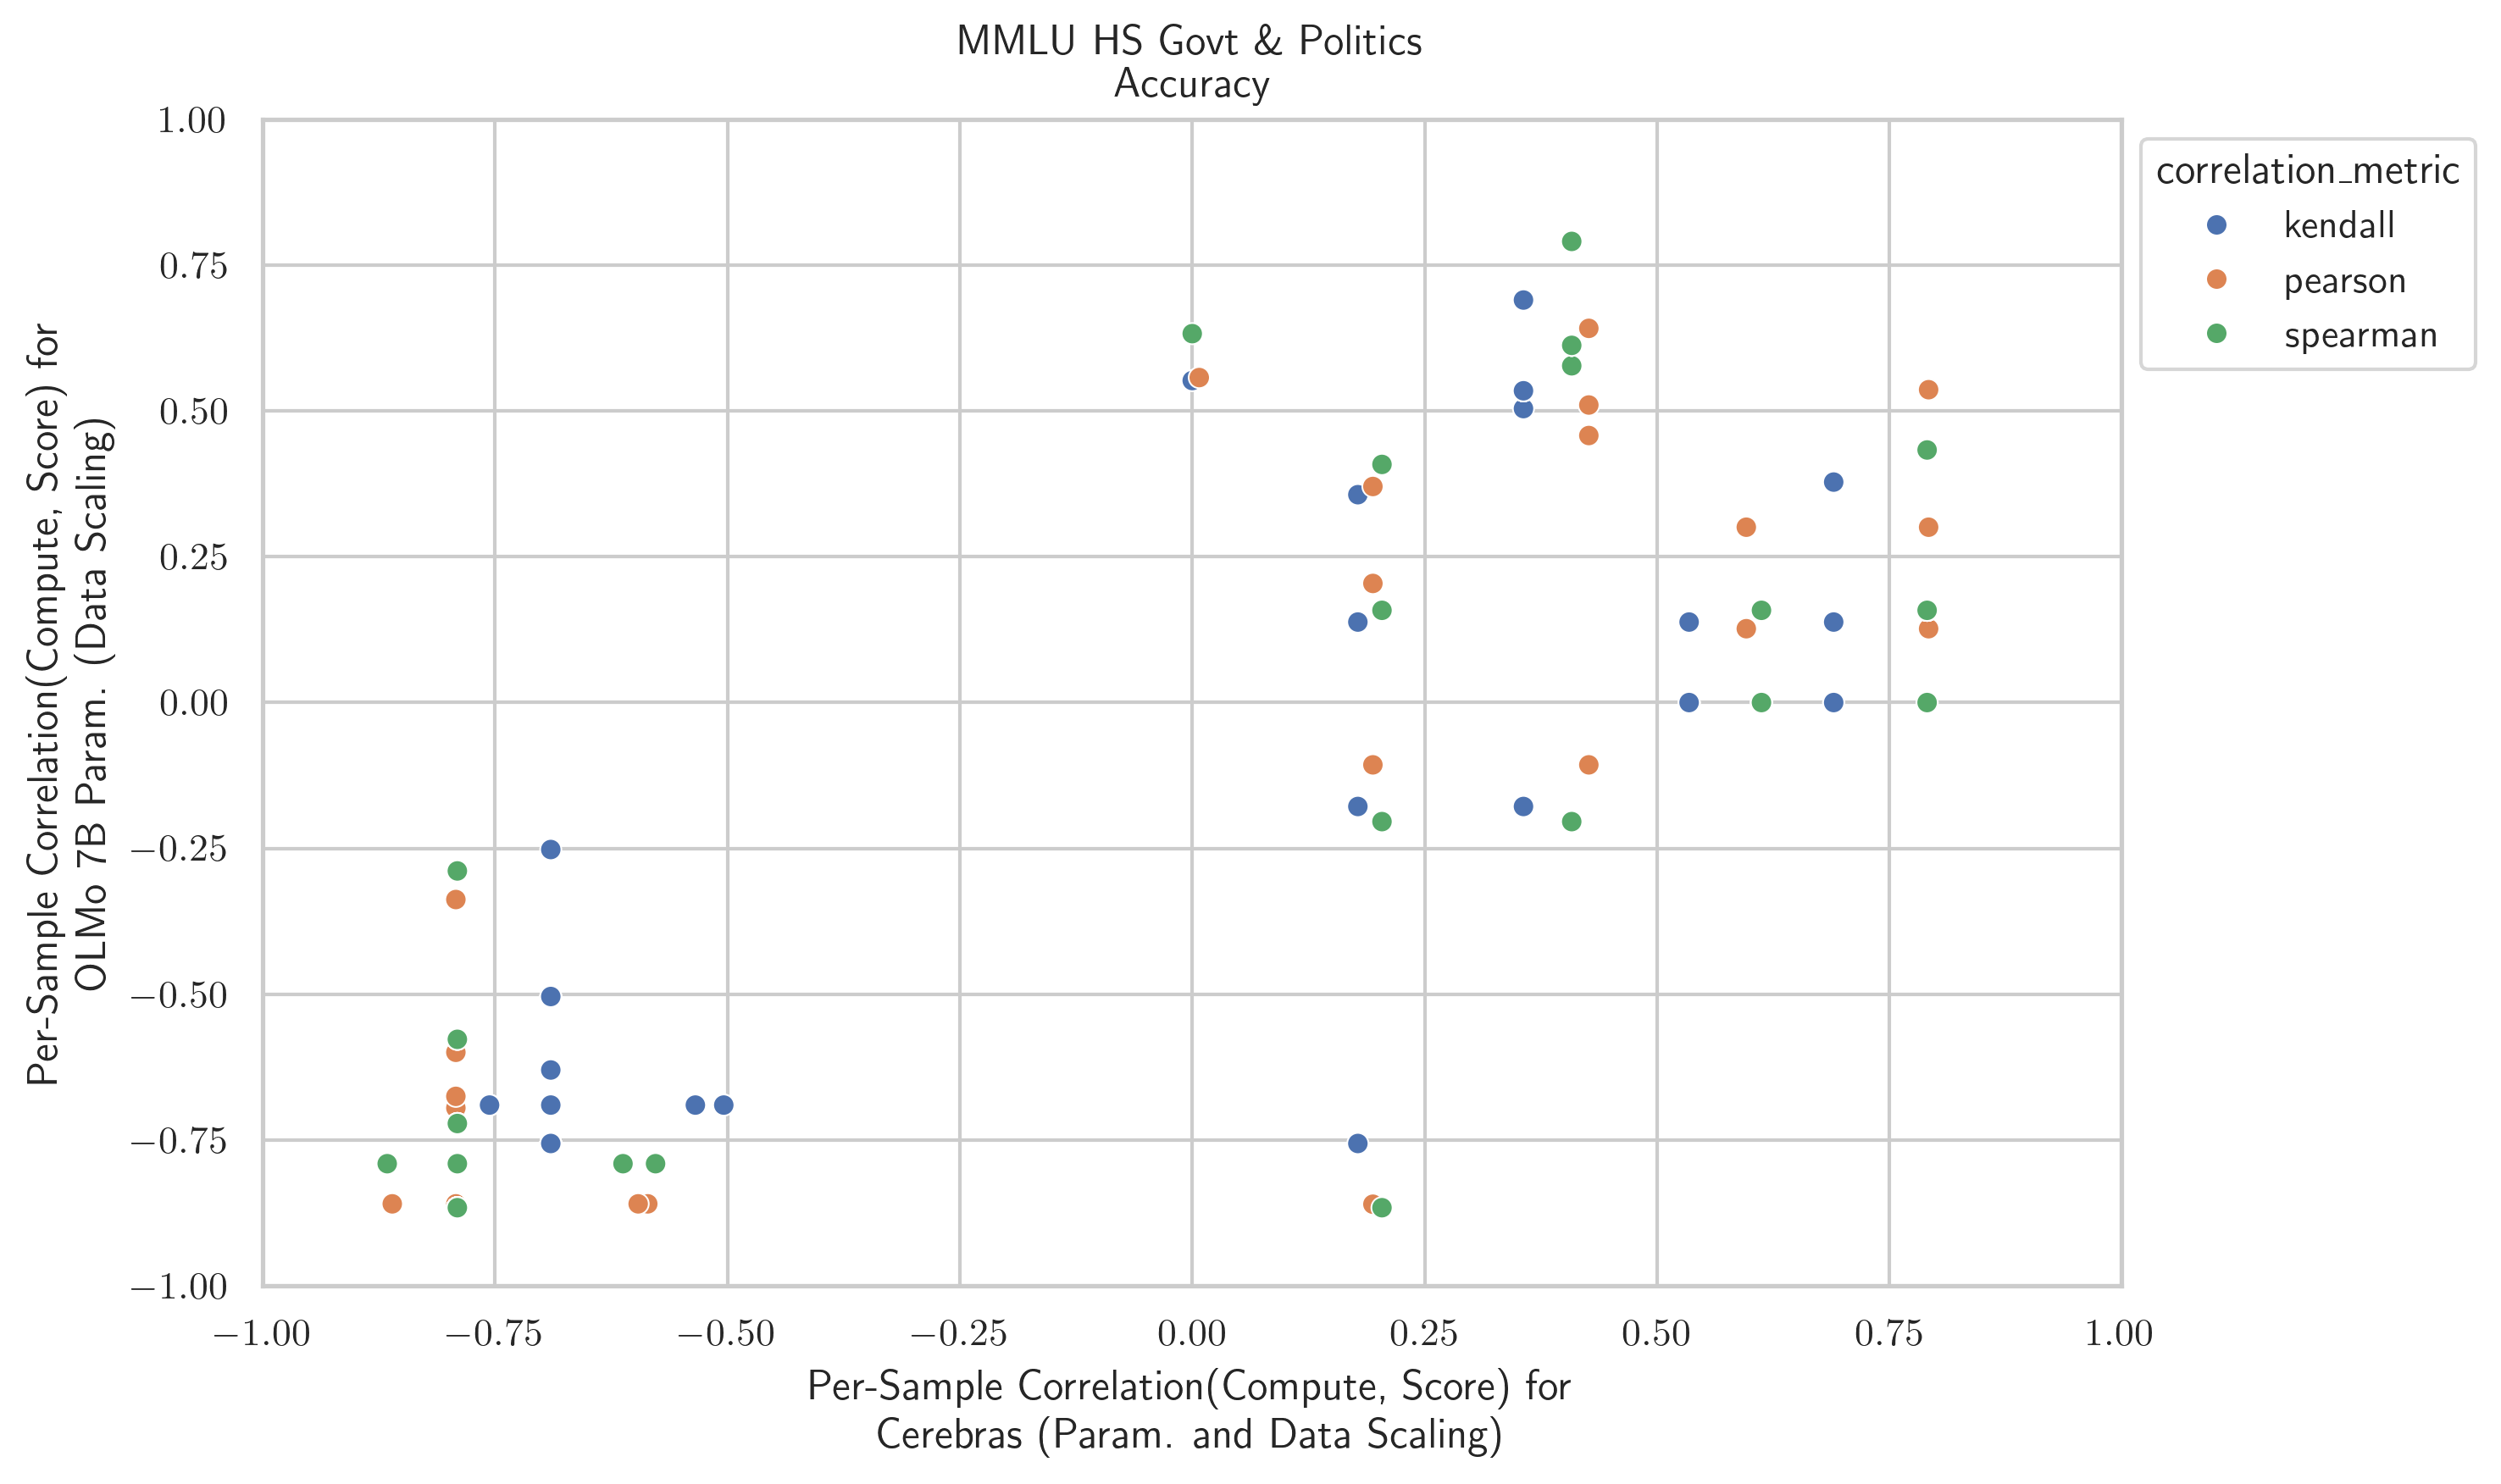 MMLU HS Govt & Politics
Accuracy
1.00
0.75
0.50
0.25
0.00
−0.25
−0.50
−0.75
−1.00
Per-Sample Correlation(Compute, Score) for
OLMo 7B Param. (Data Scaling)
correlation_metric
kendall
pearson
spearman
−1.00 −0.75 −0.50 −0.25 0.00 0.25 0.50 0.75 1.00
Per-Sample Correlation(Compute, Score) for
Cerebras (Param. and Data Scaling)